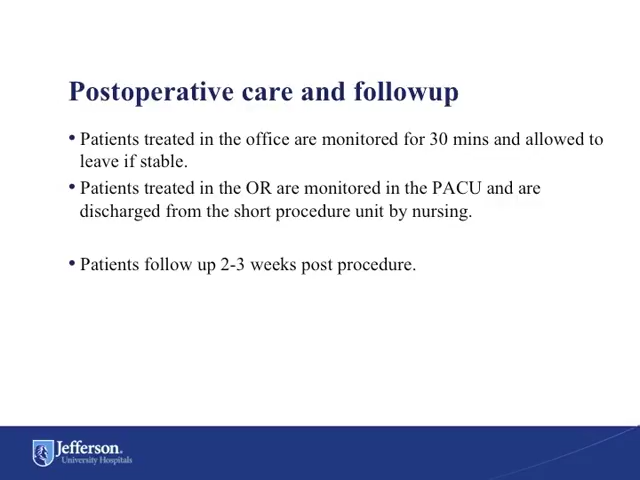 Postoperative care and followup
• Patients treated in the office are monitored for 30 mins and allowed to
leave if stable.
• Patients treated in the OR are monitored in the PACU and are
discharged from the short procedure unit by nursing.
• Patients follow up 2-3 weeks post procedure.
Jefferson.
University Hospitals